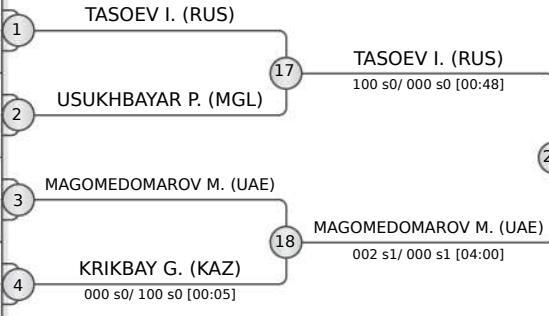 TASOEV I. (RUS)
1
17
TASOEV I. (RUS)
100 s0/ 000 s0 [00:48]
USUKHBAYAR P. (MGL)
2
MAGOMEDOMAROV M. (UAE)
3
18
MAGOMEDOMAROV M. (UAE)
002 s1/ 000 s1 [04:00]
KRIKBAY G. (KAZ)
4
000 s0/ 100 s0 [00:05]